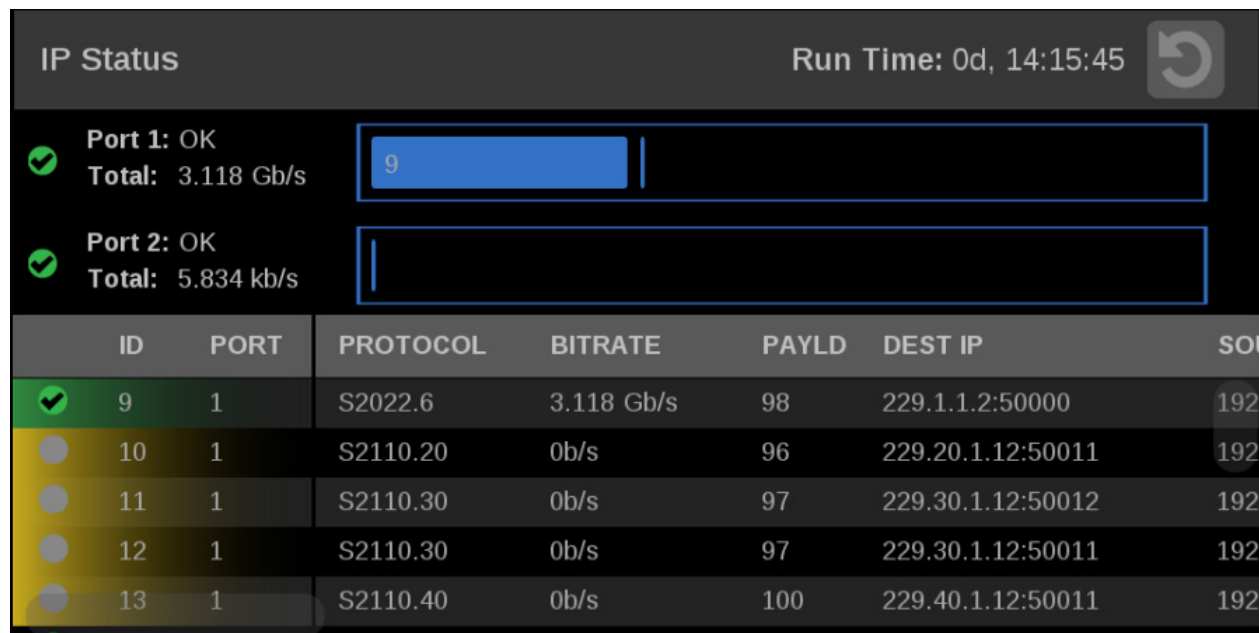 IP Status Run Time: 0d, 14:15:45
Port 1: OK
Total: 3.118 Gb/s
9
Port 2: OK
Total: 5.834 kb/s
ID PORT PROTOCOL BITRATE PAYLD DEST IP SOU
9 1 S2022.6 3.118 Gb/s 98 229.1.1.2:50000 192
10 1 S2110.20 0b/s 96 229.20.1.12:50011 192
11 1 S2110.30 0b/s 97 229.30.1.12:50012 192
12 1 S2110.30 0b/s 97 229.30.1.12:50011 192
13 1 S2110.40 0b/s 100 229.40.1.12:50011 192